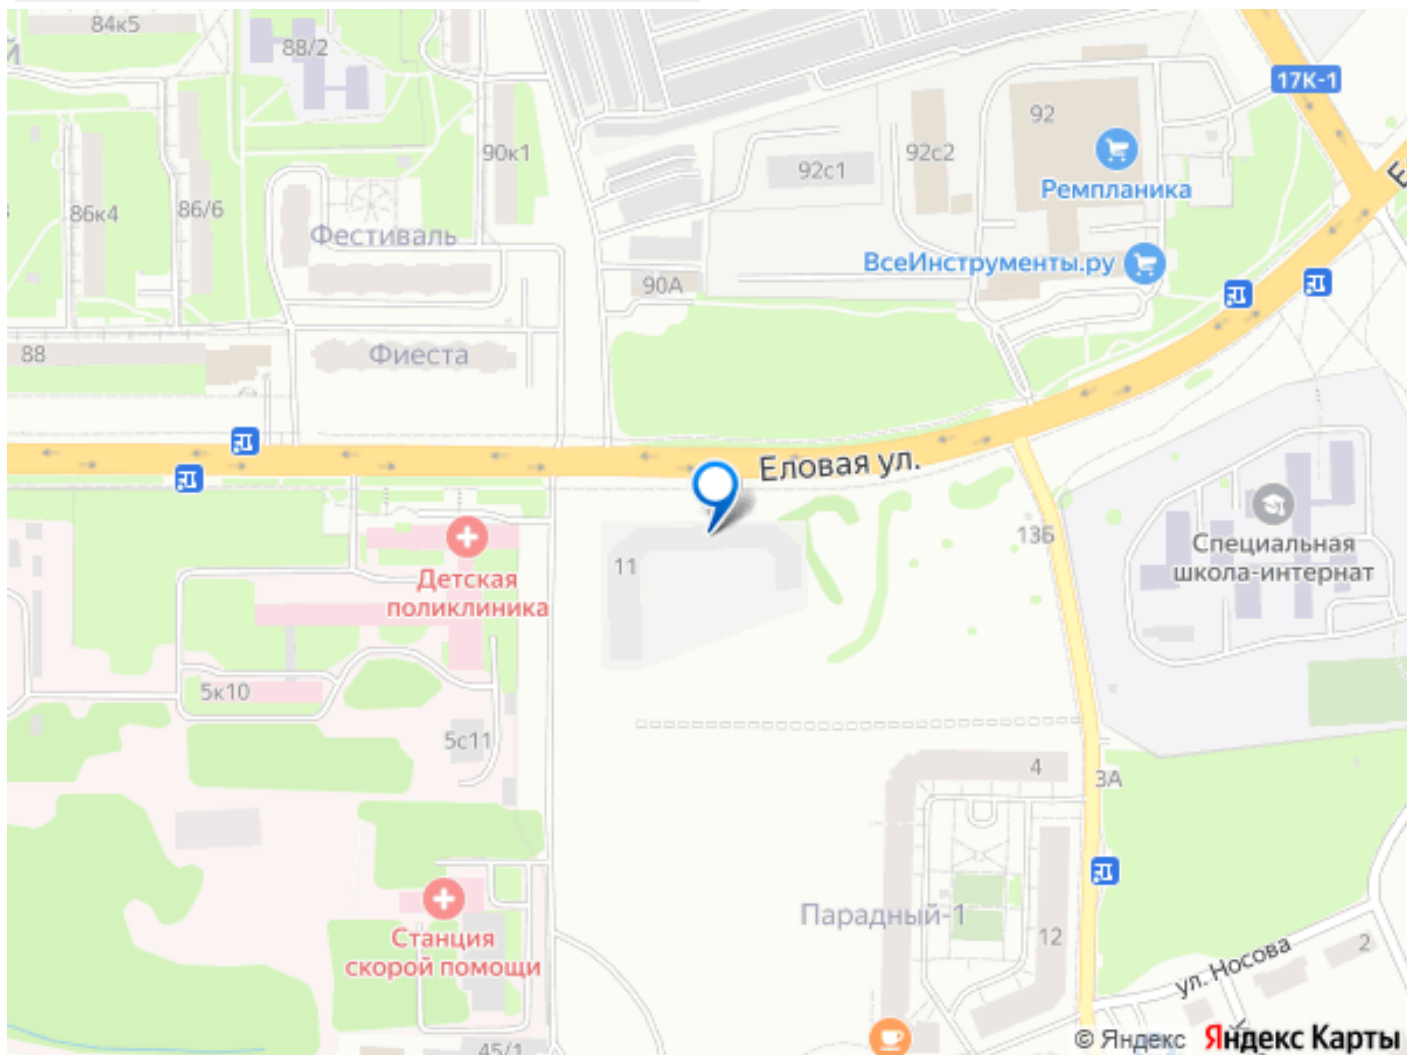 84к5
й
88/2
17К-1
92
90к1
92с1
92с2
Ремпланика
86к4
86/6
Фестиваль
ВсеИнструменты.ру
90А
88
Фиеста
Еловая ул.
11
13Б
Детская
поликлиника
Специальная
школа-интернат
5к10
5с11
4
3А
Парадный-1
12
Станция
скорой помощи
ул. Носова
2
45/1
© Яндекс Яндекс Карты